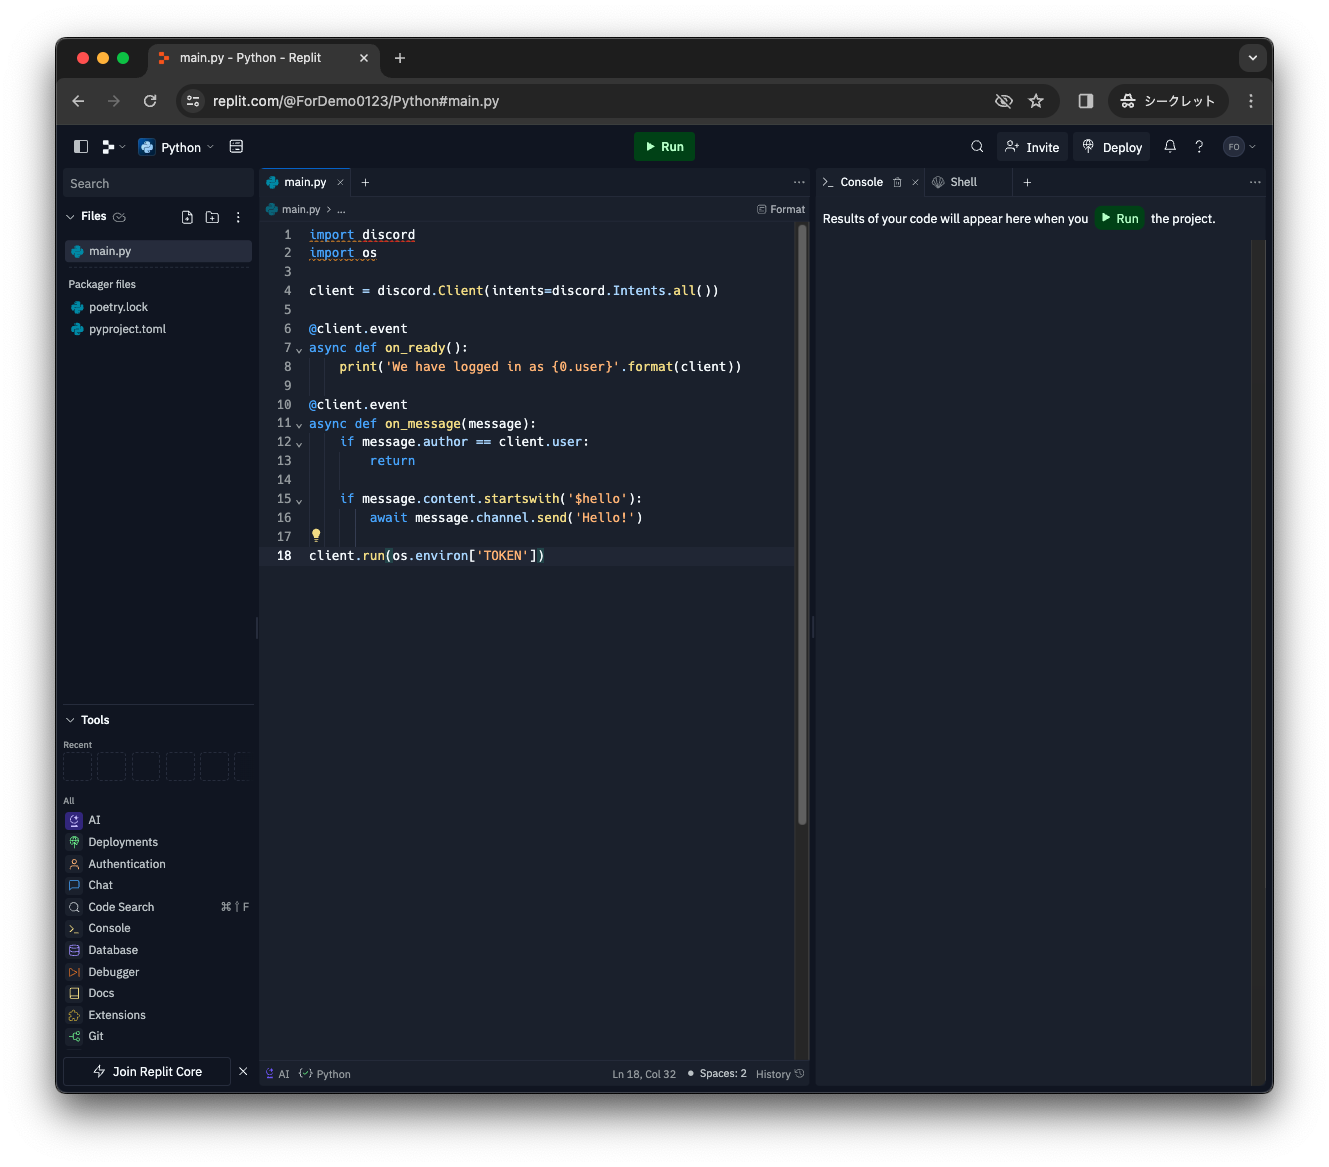 main.py - Python - Replit
replit.com/@ForDemo0123/Python#main.py
シークレット
Python
Run
Invite
Deploy
FO
Search
Files
main.py
Packager files
poetry.lock
pyproject.toml
main.py
main.py > ...
Format
1 import discord
2 import os
3
4 client = discord.Client(intents=discord.Intents.all())
5
6 @client.event
7 async def on_ready():
8     print('We have logged in as {0.user}'.format(client))
9
10 @client.event
11 async def on_message(message):
12     if message.author == client.user:
13         return
14
15     if message.content.startswith('$hello'):
16         await message.channel.send('Hello!')
17
18 client.run(os.environ['TOKEN'])
Console
Shell
Results of your code will appear here when you Run the project.
Tools
Recent
All
AI
Deployments
Authentication
Chat
Code Search ⌘⇧F
Console
Database
Debugger
Docs
Extensions
Git
Join Replit Core
AI
Python
Ln 18, Col 32
Spaces: 2
History